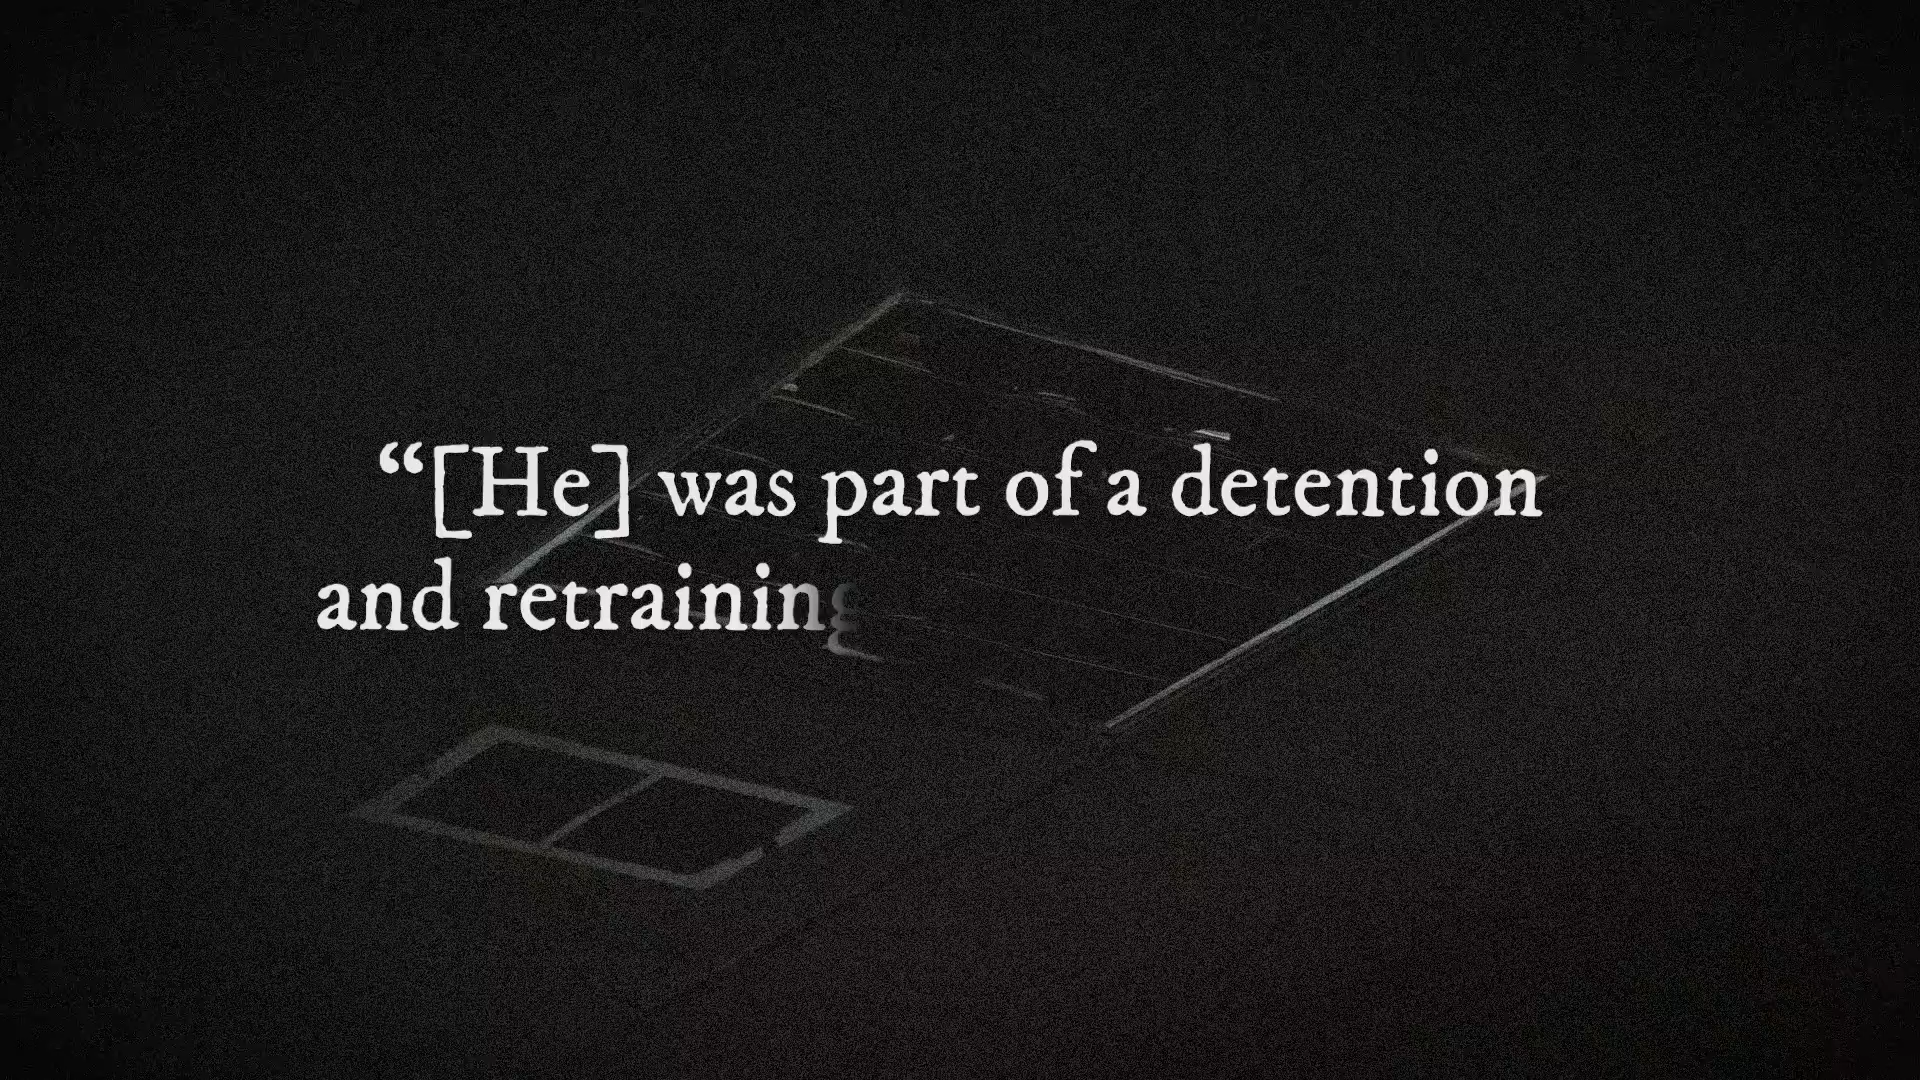 “[He] was part of a detention
and retraining